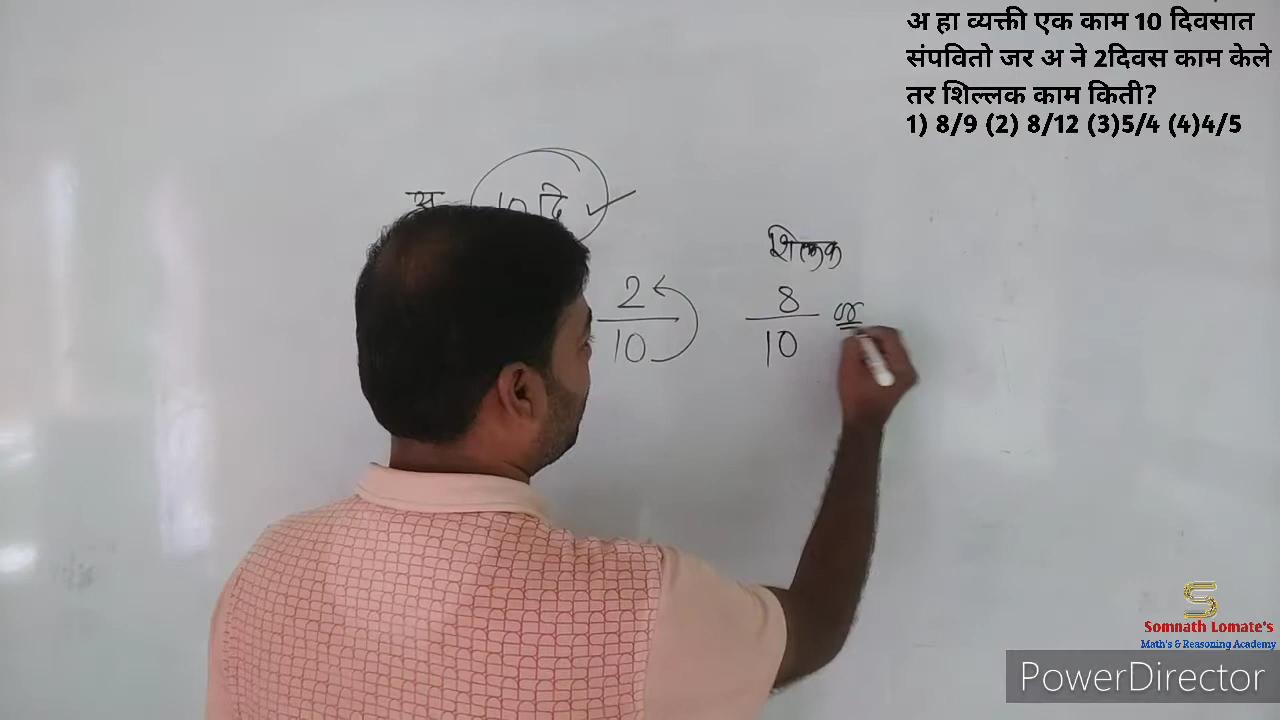 अ हा व्यक्ती एक काम 10 दिवसात
संपवितो जर अ ने 2दिवस काम केले
तर शिल्लक काम किती?
1) 8/9 (2) 8/12 (3)5/4 (4)4/5
अ 10 दि
शिल्लक
2
10
8
10
Somnath Lomate's
Math's & Reasoning Academy
PowerDirector